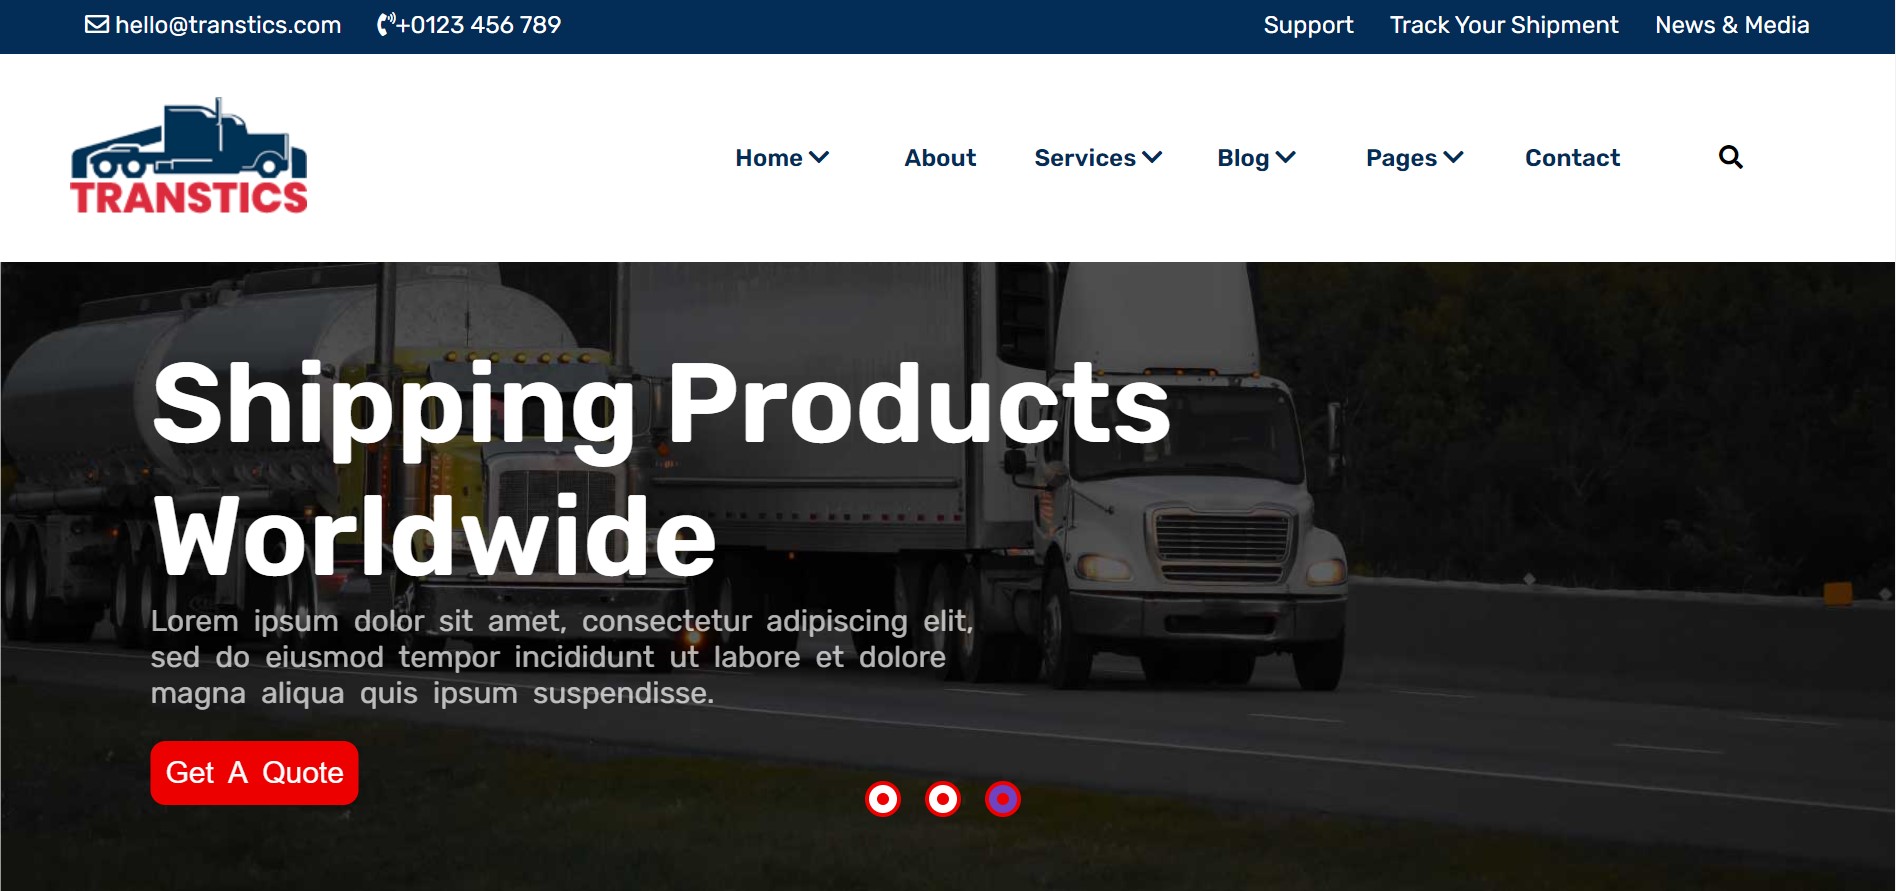 hello@transtics.com +0123 456 789 Support Track Your Shipment News & Media
TRANSTICS
Home About Services Blog Pages Contact
Shipping Products
Worldwide
Lorem ipsum dolor sit amet, consectetur adipiscing elit,
sed do eiusmod tempor incididunt ut labore et dolore
magna aliqua quis ipsum suspendisse.
Get A Quote